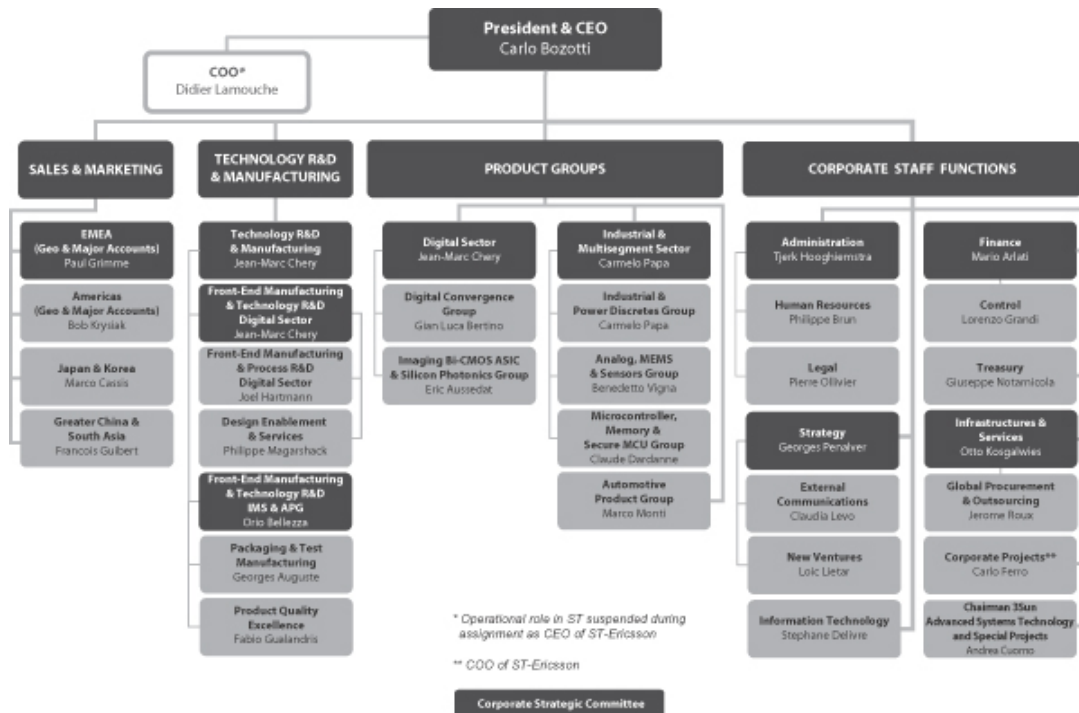 President & CEO
Carlo Bozotti
COO*
Didier Lamouche
SALES & MARKETING
TECHNOLOGY R&D
& MANUFACTURING
PRODUCT GROUPS
CORPORATE STAFF FUNCTIONS
EMEA
(Geo & Major Accounts)
Paul Grimme
Americas
(Geo & Major Accounts)
Bob Krysiak
Japan & Korea
Marco Cassis
Greater China &
South Asia
Francois Guibert
Technology R&D
& Manufacturing
Jean-Marc Chery
Front-End Manufacturing
& Technology R&D
Digital Sector
Jean-Marc Chery
Front-End Manufacturing
& Process R&D
Digital Sector
Joel Hartmann
Design Enablement
& Services
Philippe Magarshack
Front-End Manufacturing
& Technology R&D
IMS & APG
Orio Bellezza
Packaging & Test
Manufacturing
Georges Auguste
Product Quality
Excellence
Fabio Gualandris
Digital Sector
Jean-Marc Chery
Digital Convergence
Group
Gian Luca Bertino
Imaging Bi-CMOS ASIC
& Silicon Photonics Group
Eric Aussedat
Industrial &
Multisegment Sector
Carmelo Papa
Industrial &
Power Discretes Group
Carmelo Papa
Analog, MEMS
& Sensors Group
Benedetto Vigna
Microcontroller,
Memory &
Secure MCU Group
Claude Dardanne
Automotive
Product Group
Marco Monti
Administration
Tjerk Hooghiemstra
Human Resources
Philippe Brun
Legal
Pierre Ollivier
Strategy
Georges Penalver
External
Communications
Claudia Levo
New Ventures
Loic Lietar
Information Technology
Stephane Delivre
Finance
Mario Arlati
Control
Lorenzo Grandi
Treasury
Giuseppe Notarnicola
Infrastructures &
Services
Otto Kosgalwies
Global Procurement
& Outsourcing
Jerome Roux
Corporate Projects**
Carlo Ferro
Chairman 3Sun
Advanced Systems Technology
and Special Projects
Andrea Cuomo
* Operational role in ST suspended during
assignment as CEO of ST-Ericsson
** COO of ST-Ericsson
Corporate Strategic Committee